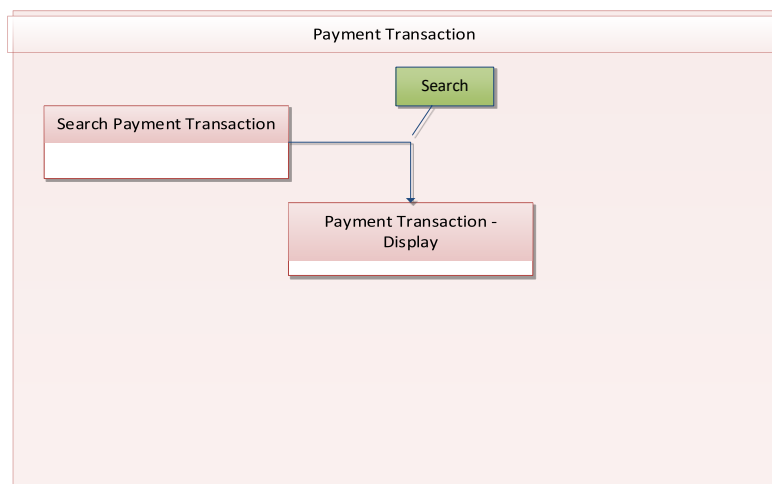 Payment Transaction
Search
Search Payment Transaction
Payment Transaction -
Display